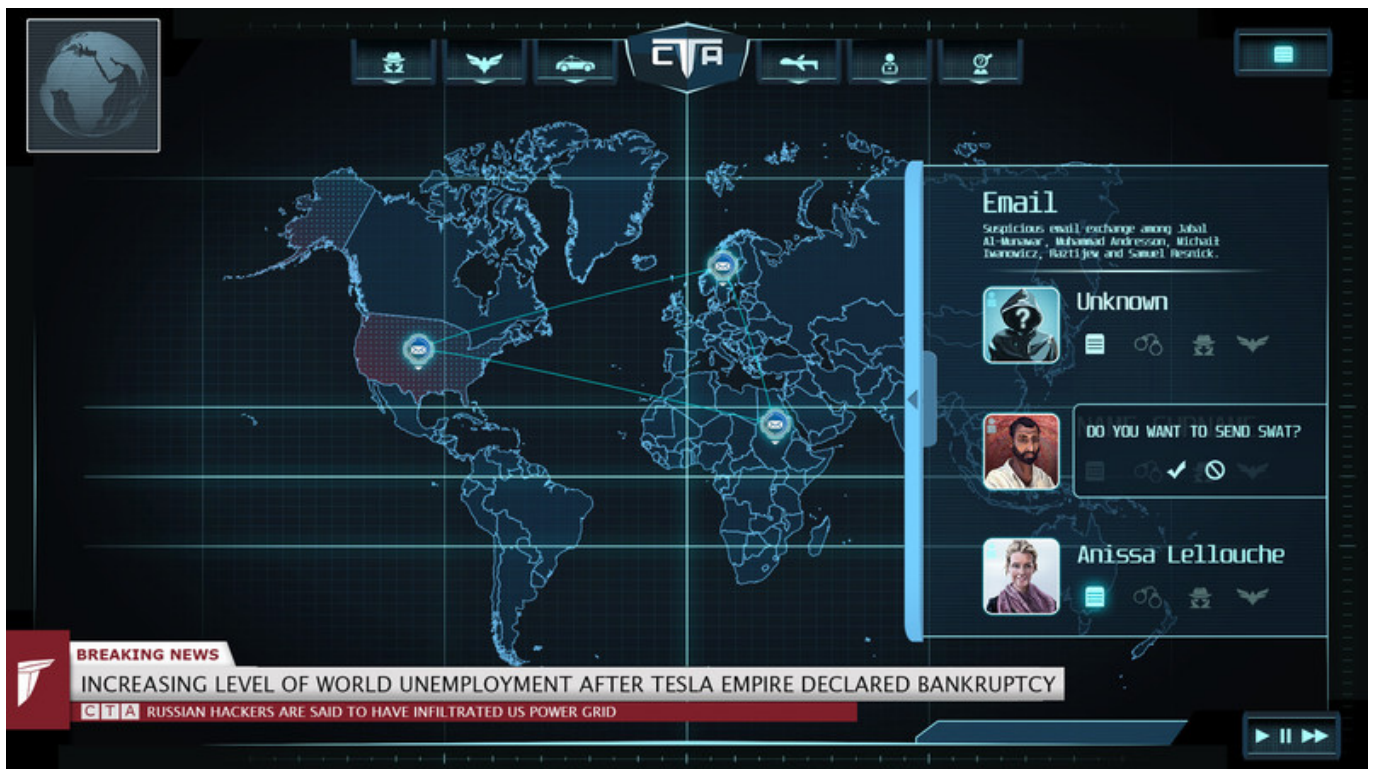 CTA
Email
Suspicious email exchange among Jabal
Al-Munawar, Muhammad Andresson, Michaił
Iwanowicz, Raztijew and Samuel Resnick.
?
Unknown
DO YOU WANT TO SEND SWAT?
Anissa Lellouche
BREAKING NEWS
INCREASING LEVEL OF WORLD UNEMPLOYMENT AFTER TESLA EMPIRE DECLARED BANKRUPTCY
CTA RUSSIAN HACKERS ARE SAID TO HAVE INFILTRATED US POWER GRID